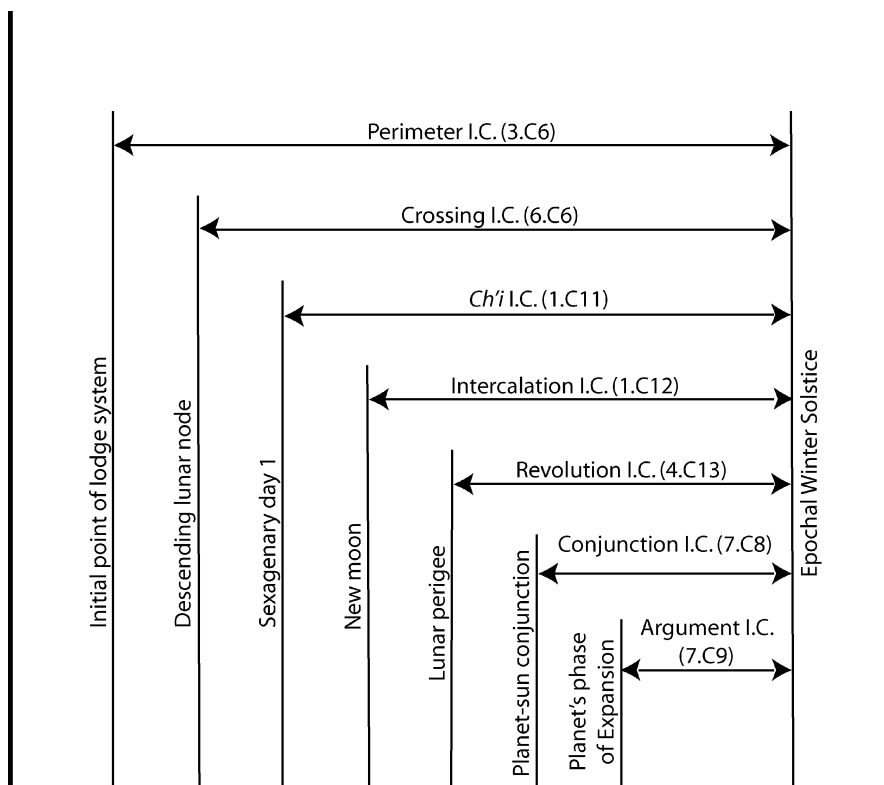 Perimeter I.C. (3.C6)
Crossing I.C. (6.C6)
Ch'i I.C. (1.C11)
Intercalation I.C. (1.C12)
Revolution I.C. (4.C13)
Conjunction I.C. (7.C8)
Argument I.C.
(7.C9)
Initial point of lodge system
Descending lunar node
Sexagenary day 1
New moon
Lunar perigee
Planet-sun conjunction
Planet's phase
of Expansion
Epochal Winter Solstice